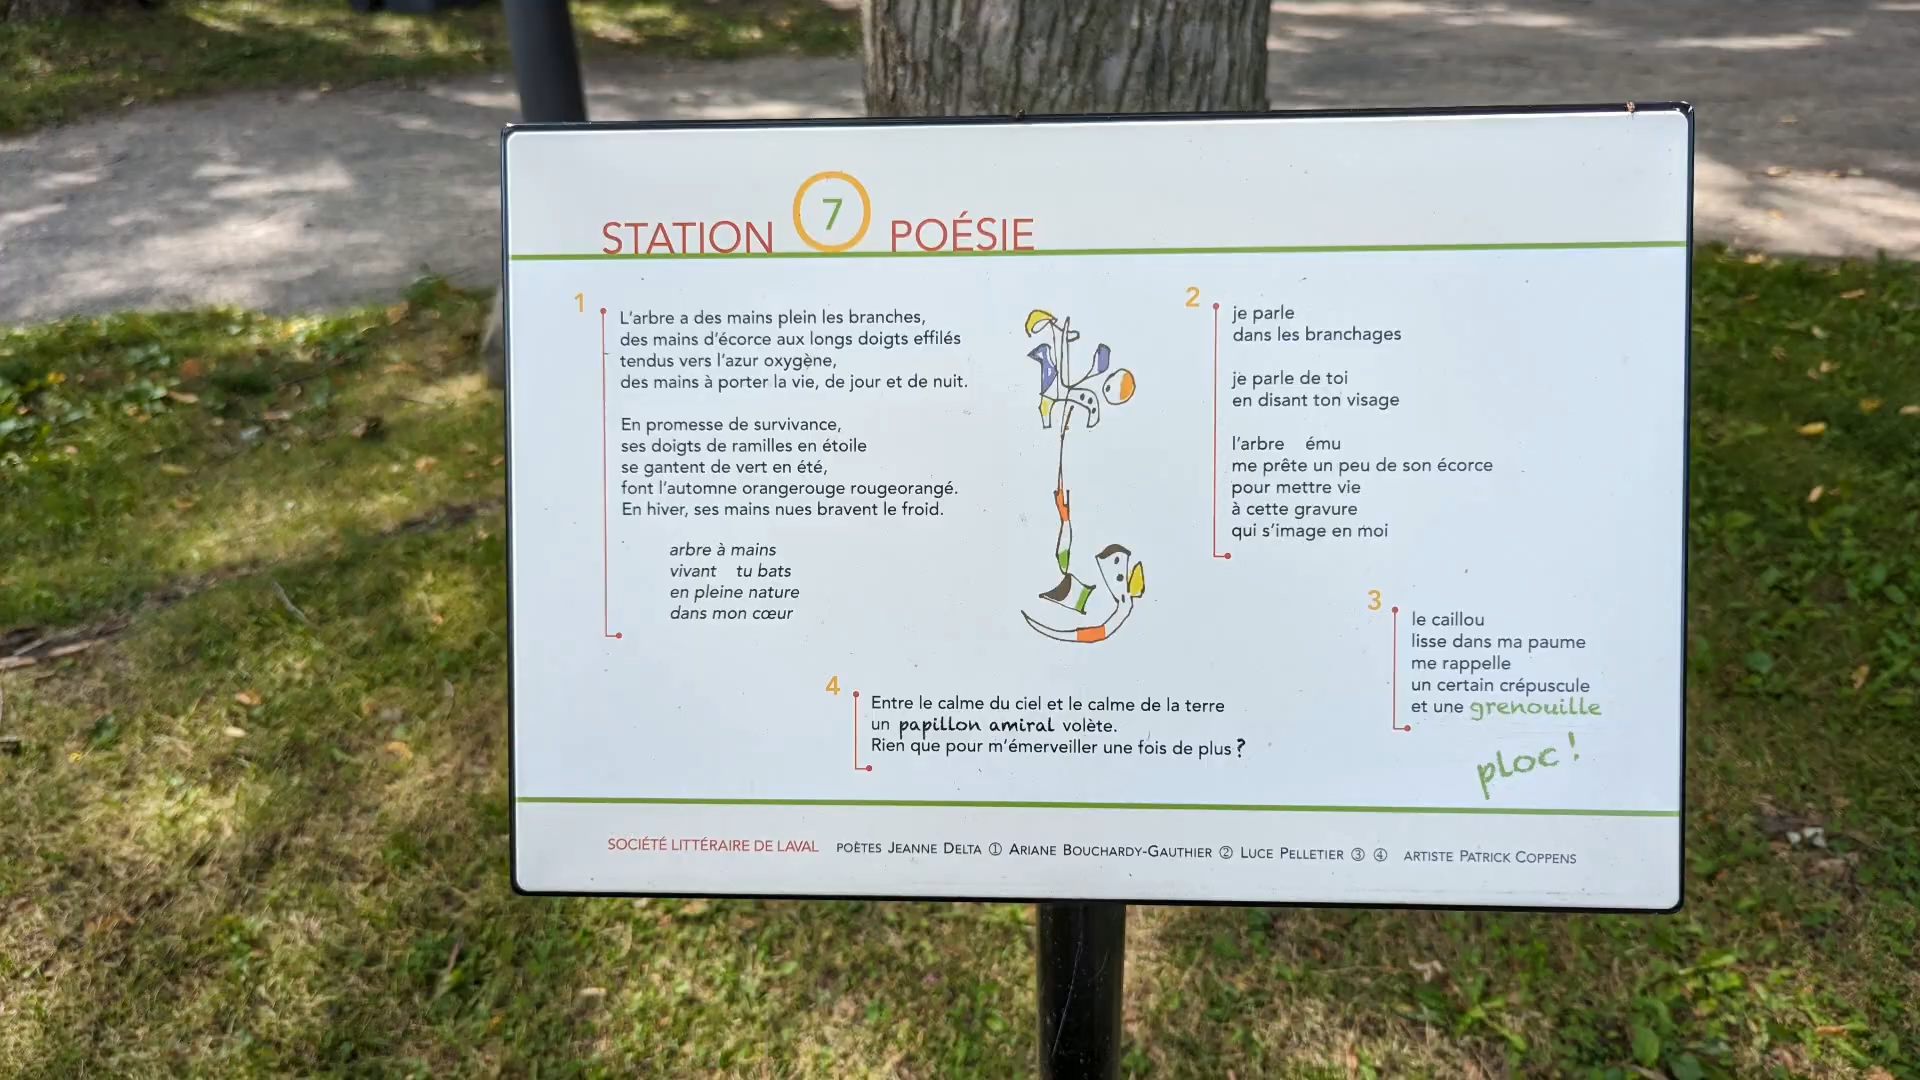 STATION 7 POÉSIE
1
L'arbre a des mains plein les branches,
des mains d'écorce aux longs doigts effilés
tendus vers l'azur oxygène,
des mains à porter la vie, de jour et de nuit.
En promesse de survivance,
ses doigts de ramilles en étoile
se gantent de vert en été,
font l'automne orangerouge rougeorangé.
En hiver, ses mains nues bravent le froid.
arbre à mains
vivant tu bats
en pleine nature
dans mon cœur
2
je parle
dans les branchages
je parle de toi
en disant ton visage
l'arbre ému
me prête un peu de son écorce
pour mettre vie
à cette gravure
qui s'image en moi
3
le caillou
lisse dans ma paume
me rappelle
un certain crépuscule
et une grenouille
ploc!
4
Entre le calme du ciel et le calme de la terre
un papillon amiral volète.
Rien que pour m'émerveiller une fois de plus ?
SOCIÉTÉ LITTÉRAIRE DE LAVAL POÈTES JEANNE DELTA ① ARIANE BOUCHARDY-GAUTHIER ② LUCE PELLETIER ③ ④ ARTISTE PATRICK COPPENS